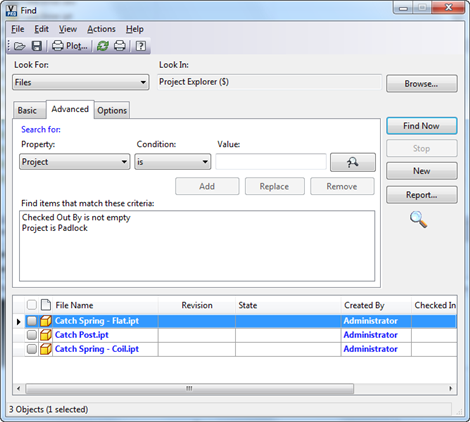 Find
File Edit View Actions Help
Plot...
Look For: Look In:
Files Project Explorer ($) Browse...
Basic Advanced Options
Search for:
Property: Condition: Value:
Project is
Find Now
Stop
New
Report...
Add Replace Remove
Find items that match these criteria:
Checked Out By is not empty
Project is Padlock
File Name Revision State Created By Checked In
Catch Spring - Flat.ipt Administrator
Catch Post.ipt Administrator
Catch Spring - Coil.ipt Administrator
3 Objects (1 selected)